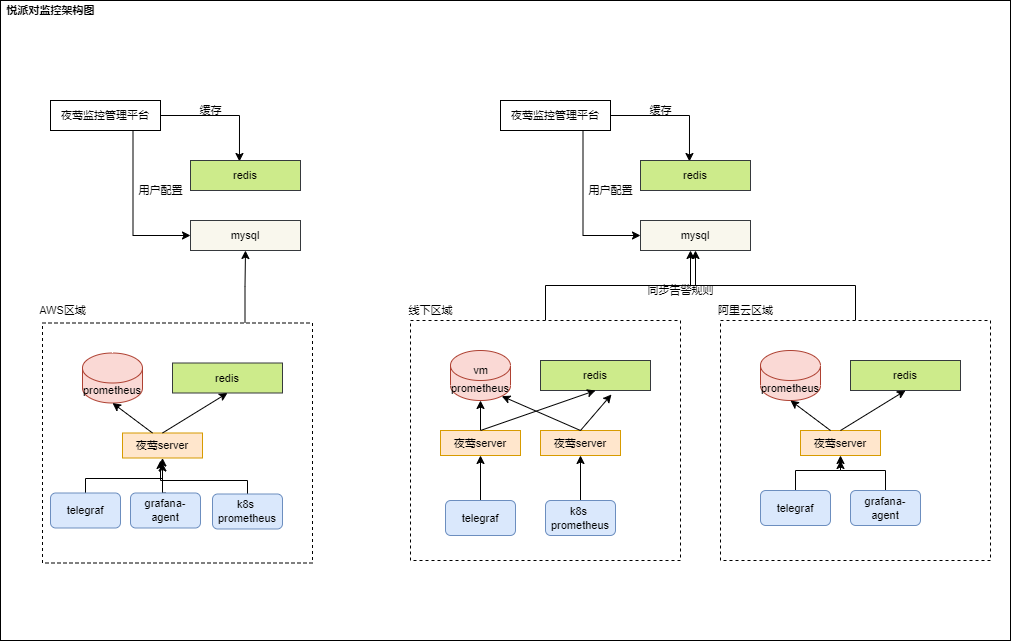 悦派对监控架构图
夜莺监控管理平台
缓存
redis
用户配置
mysql
夜莺监控管理平台
缓存
redis
用户配置
mysql
同步告警规则
AWS区域
prometheus
redis
夜莺server
telegraf
grafana-
agent
k8s
prometheus
线下区域
vm
prometheus
redis
夜莺server
夜莺server
telegraf
k8s
prometheus
阿里云区域
prometheus
redis
夜莺server
telegraf
grafana-
agent